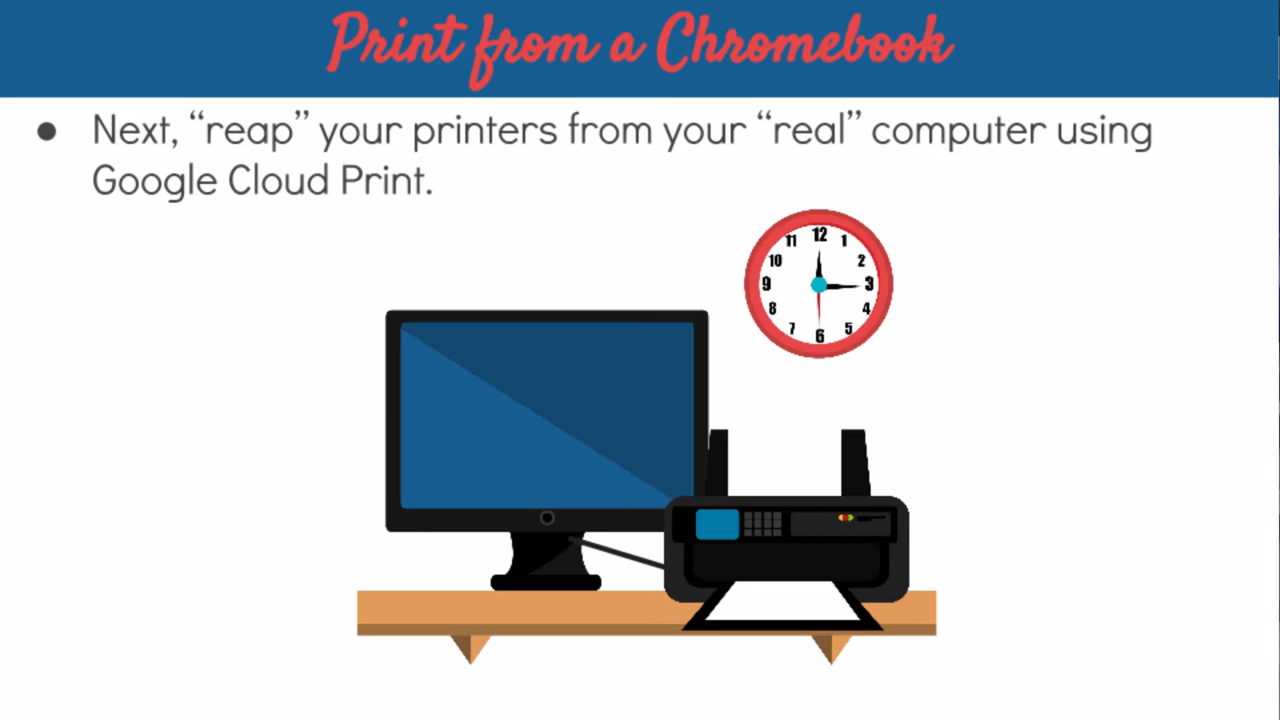 Print from a Chromebook
● Next, “reap” your printers from your “real” computer using
Google Cloud Print.
12
11 1
10 2
9 3
8 4
7 5
6